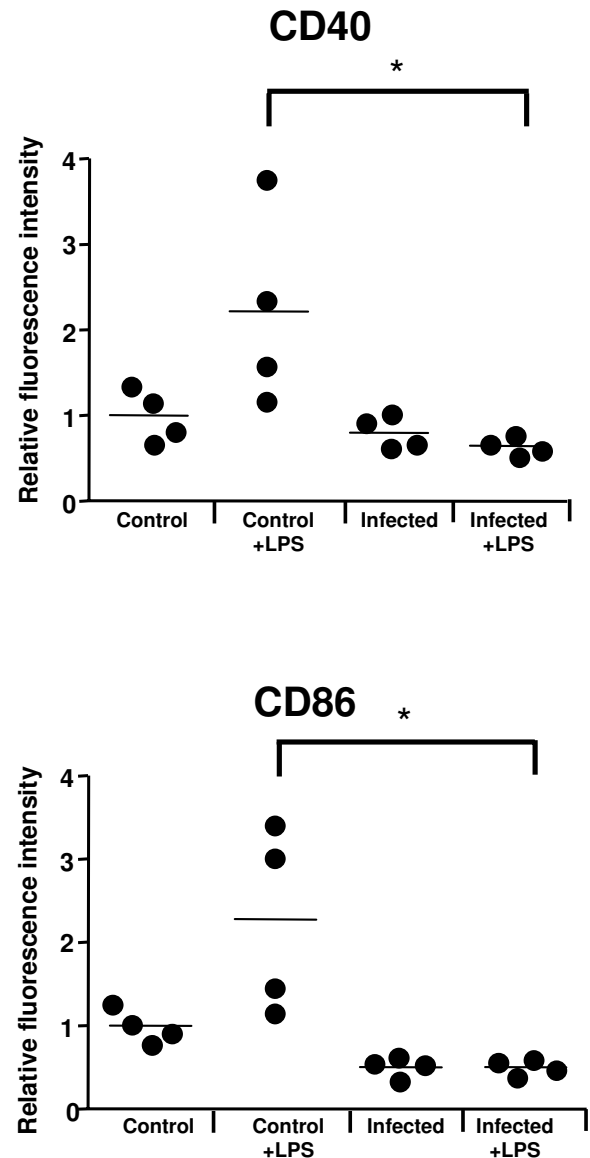 CD40
*
Relative fluorescence intensity
4
3
2
1
0
Control
Control
+LPS
Infected
Infected
+LPS
CD86
*
Relative fluorescence intensity
4
3
2
1
0
Control
Control
+LPS
Infected
Infected
+LPS